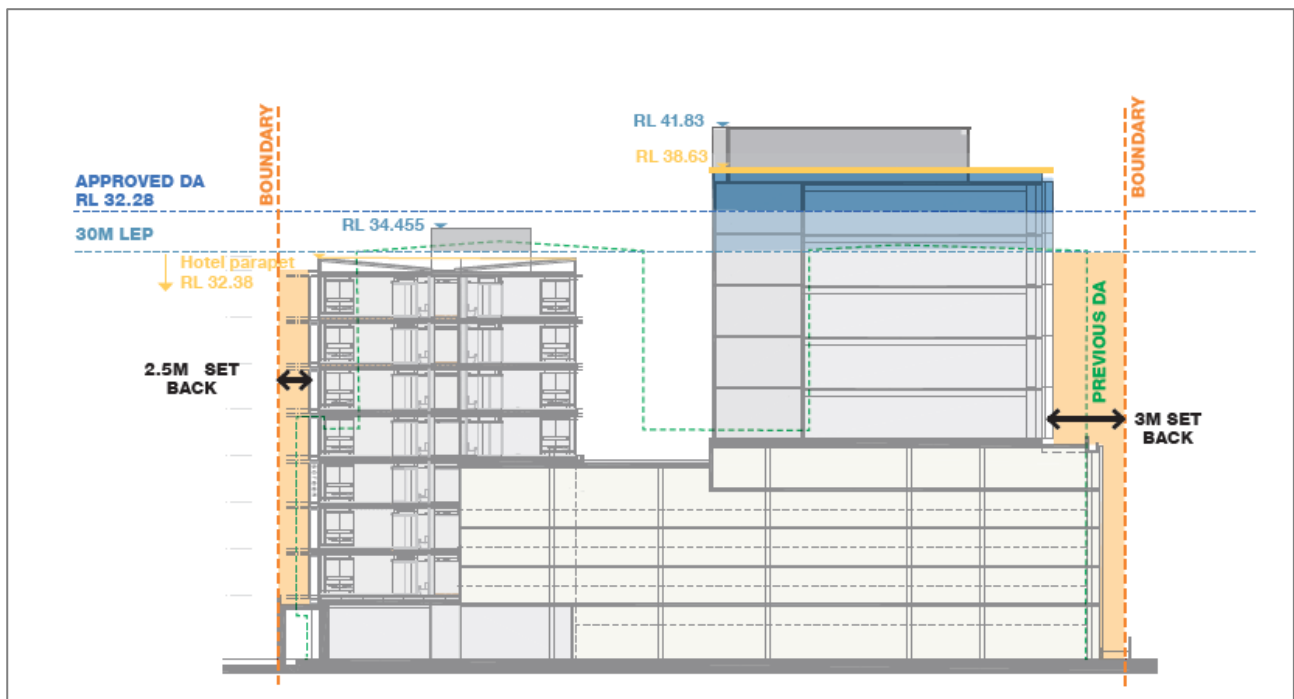 BOUNDARY
BOUNDARY
RL 41.83
RL 38.63
APPROVED DA
RL 32.28
RL 34.455
30M LEP
Hotel parapet
RL 32.38
PREVIOUS DA
2.5M SET
BACK
3M SET
BACK